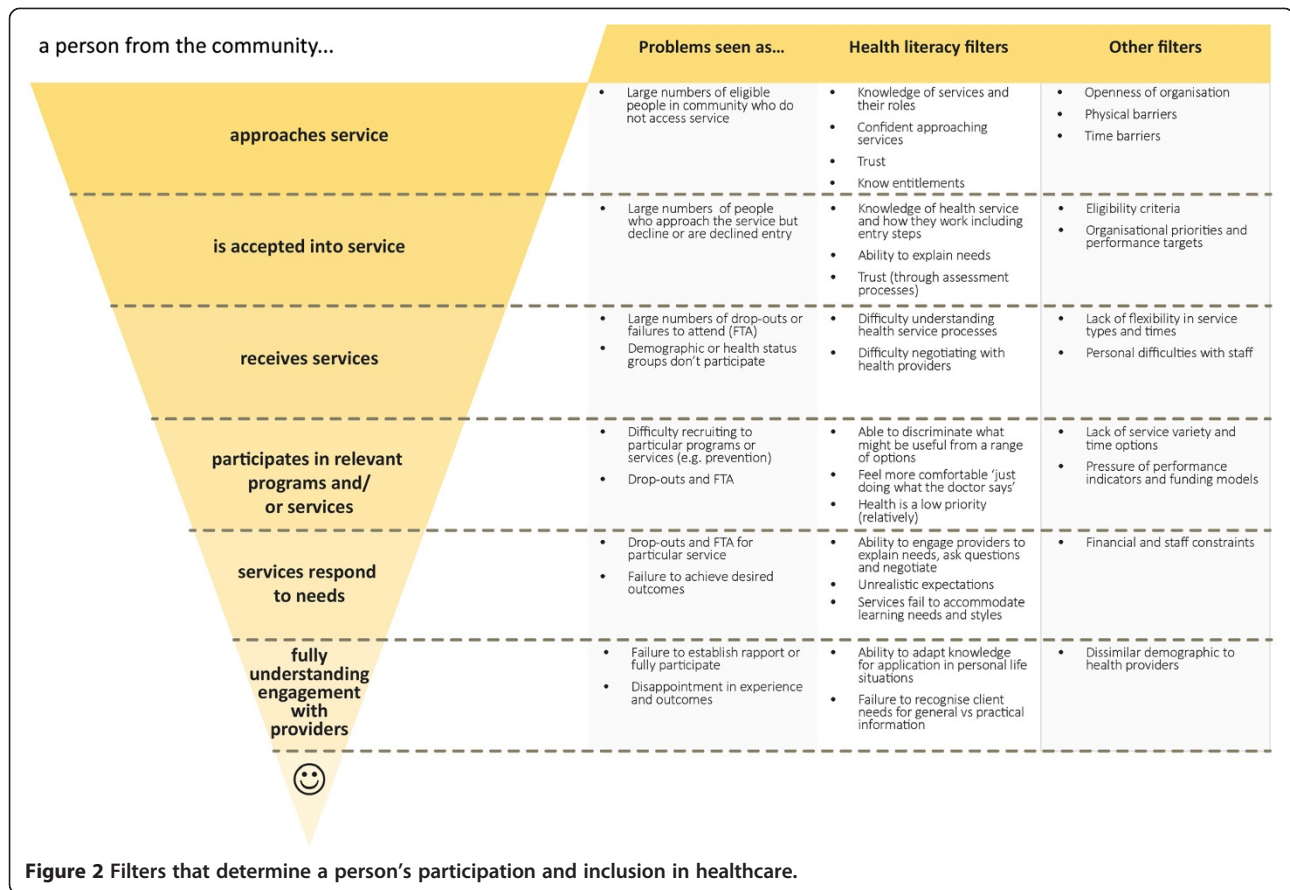 a person from the community...
Problems seen as...
Health literacy filters
Other filters
approaches service
• Large numbers of eligible
people in community who do
not access service
• Knowledge of services and
their roles
• Confident approaching
services
• Trust
• Know entitlements
• Openness of organisation
• Physical barriers
• Time barriers
is accepted into service
• Large numbers of people
who approach the service but
decline or are declined entry
• Knowledge of health service
and how they work including
entry steps
• Ability to explain needs
• Trust (through assessment
processes)
• Eligibility criteria
• Organisational priorities and
performance targets
receives services
• Large numbers of drop-outs or
failures to attend (FTA)
• Demographic or health status
groups don't participate
• Difficulty understanding
health service processes
• Difficulty negotiating with
health providers
• Lack of flexibility in service
types and times
• Personal difficulties with staff
participates in relevant
programs and/
or services
• Difficulty recruiting to
particular programs or
services (e.g. prevention)
• Drop-outs and FTA
• Able to discriminate what
might be useful from a range
of options
• Feel more comfortable 'just
doing what the doctor says'
• Health is a low priority
(relatively)
• Lack of service variety and
time options
• Pressure of performance
indicators and funding models
services respond
to needs
• Drop-outs and FTA for
particular service
• Failure to achieve desired
outcomes
• Ability to engage providers to
explain needs, ask questions
and negotiate
• Unrealistic expectations
• Services fail to accommodate
learning needs and styles
• Financial and staff constraints
fully
understanding
engagement
with
providers
• Failure to establish rapport or
fully participate
• Disappointment in experience
and outcomes
• Ability to adapt knowledge
for application in personal life
situations
• Failure to recognise client
needs for general vs practical
information
• Dissimilar demographic to
health providers
Figure 2 Filters that determine a person's participation and inclusion in healthcare.